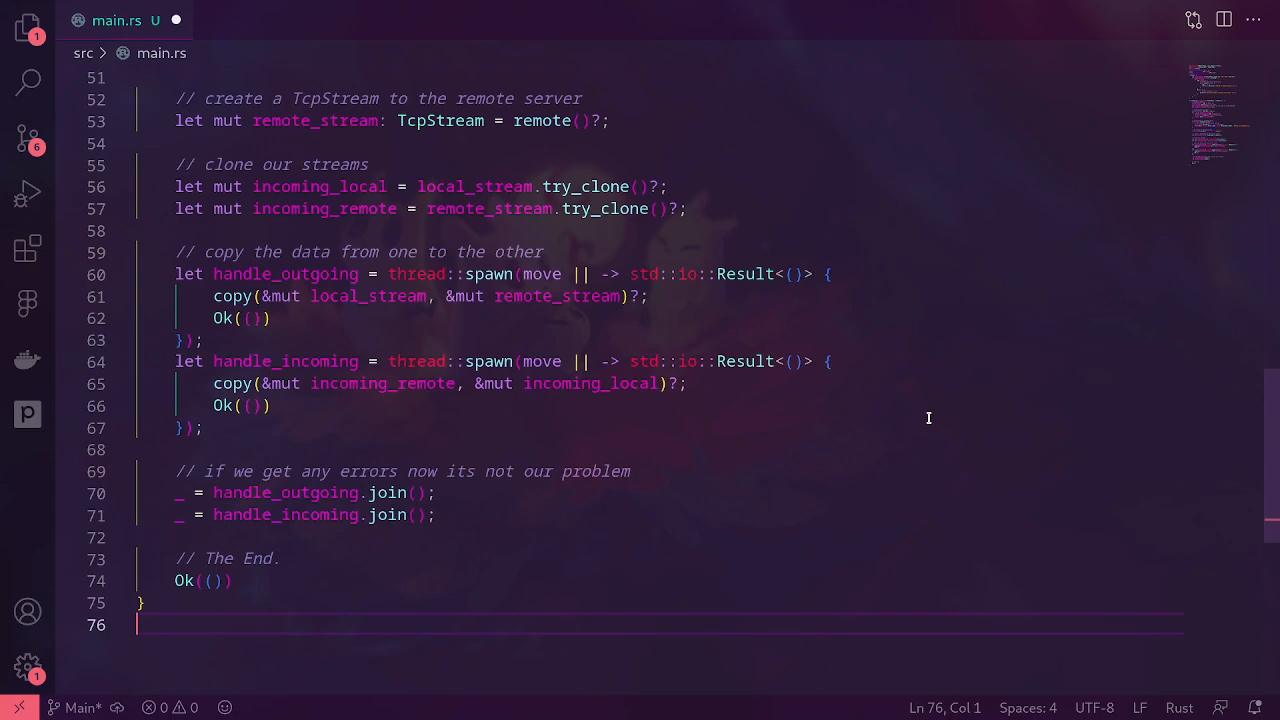 main.rs U
src > main.rs
51
52 // create a TcpStream to the remote server
53 let mut remote_stream: TcpStream = remote()?;
54
55 // clone our streams
56 let mut incoming_local = local_stream.try_clone()?;
57 let mut incoming_remote = remote_stream.try_clone()?;
58
59 // copy the data from one to the other
60 let handle_outgoing = thread::spawn(move || -> std::io::Result<()> {
61 copy(&mut local_stream, &mut remote_stream)?;
62 Ok(())
63 });
64 let handle_incoming = thread::spawn(move || -> std::io::Result<()> {
65 copy(&mut incoming_remote, &mut incoming_local)?;
66 Ok(())
67 });
68
69 // if we get any errors now its not our problem
70 _ = handle_outgoing.join();
71 _ = handle_incoming.join();
72
73 // The End.
74 Ok(())
75 }
76
1
6
p
1
Main* 0 0 Ln 76, Col 1 Spaces: 4 UTF-8 LF Rust